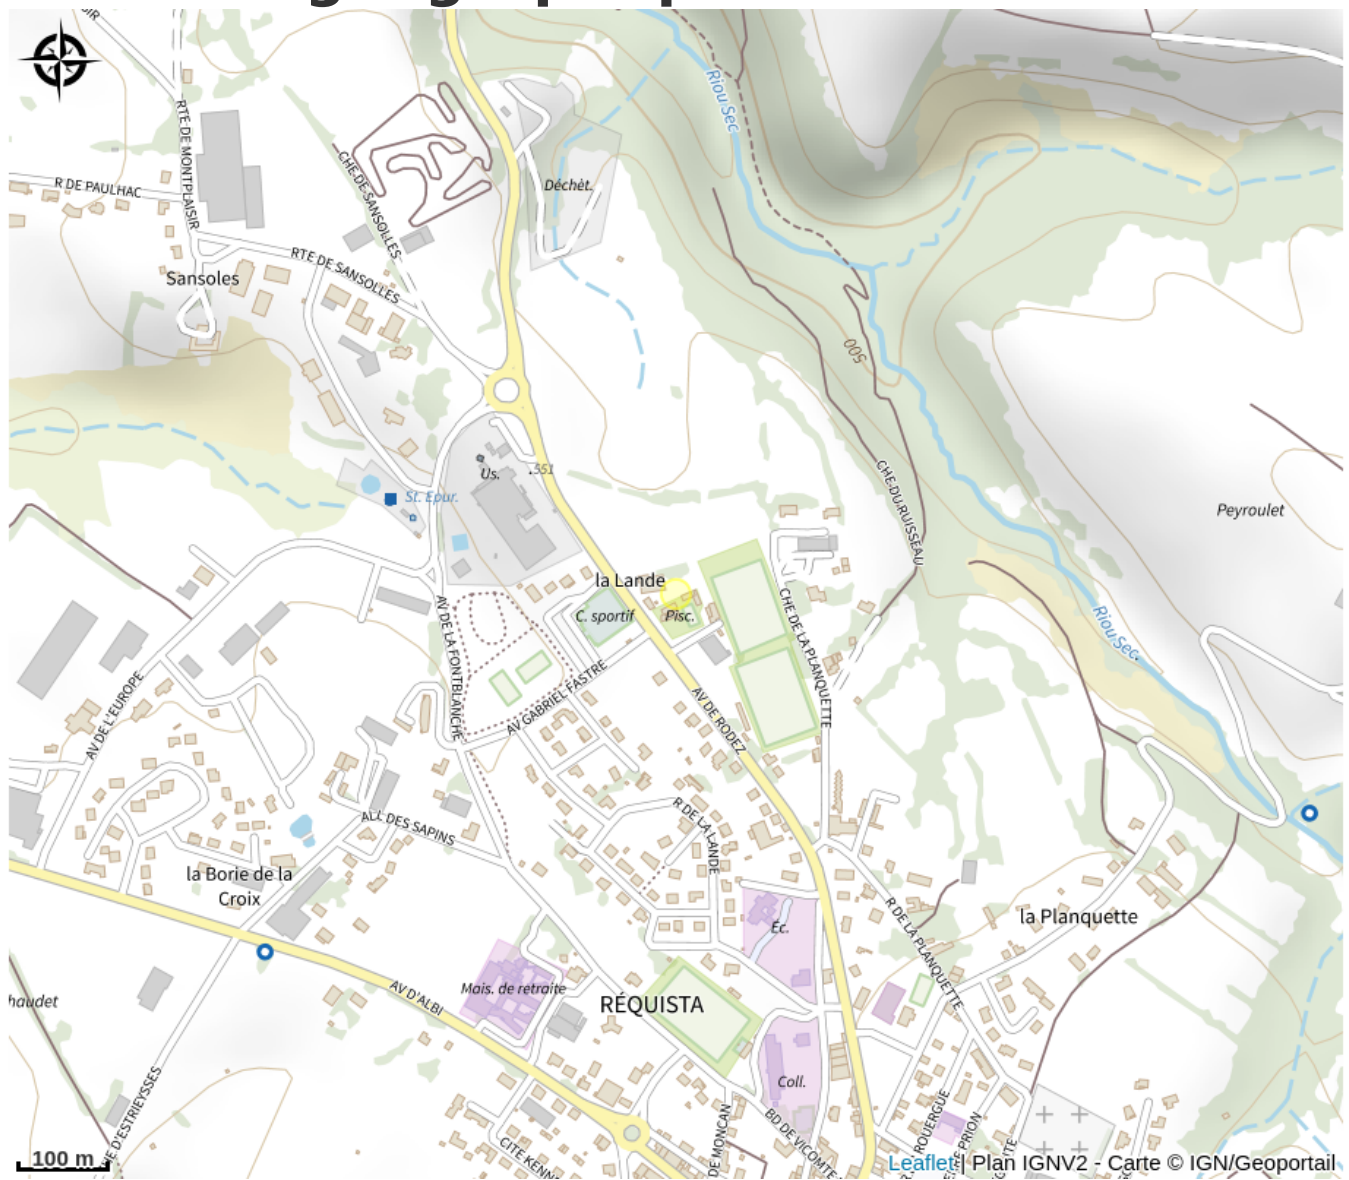 Riou Sec
RTE DE MONTPLAISIR
R DE PAULHAC
CHE DE SANSOLLES
Déchèt.
RTE DE SANSOLLES
Sansoles
500
.551
Us.
St. Epur.
CHE DU RUISSEAU
Peyroulet
la Lande
C. sportif
Pisc.
AV DE LA FONTBLANCHE
CHE DE LA PLANQUETTE
Riou Sec
AV GABRIEL FASTRE
AV DE L'EUROPE
AV DE RODEZ
R DE LA LANDE
ALL DES SAPINS
la Borie de la
Croix
Éc.
R DE LA PLANQUETTE
la Planquette
Mais. de retraite
RÉQUISTA
AV D'ALBI
haudet
Coll.
E D'ESTRIEYSSES
CITE KENN
DE MONCAN
BD DE VICOMTE
ROUERGUE
PRION
100 m
Leaflet | Plan IGNV2 - Carte © IGN/Geoportail